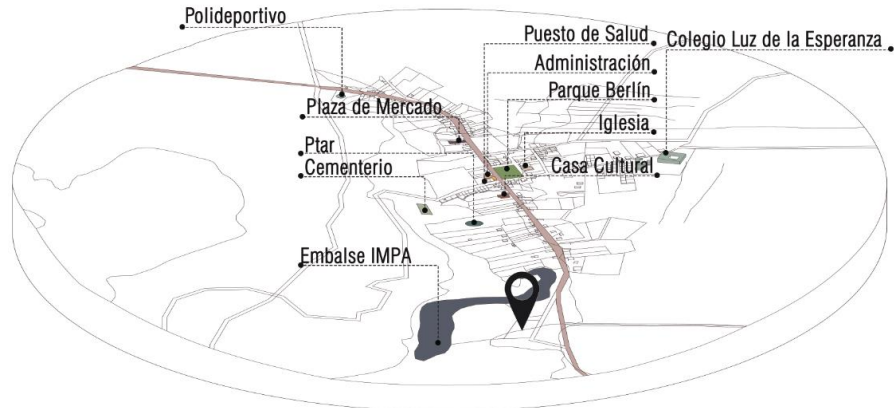 Polideportivo
Puesto de Salud
Colegio Luz de la Esperanza
Administración
Parque Berlín
Plaza de Mercado
Iglesia
Ptar
Casa Cultural
Cementerio
Embalse IMPA